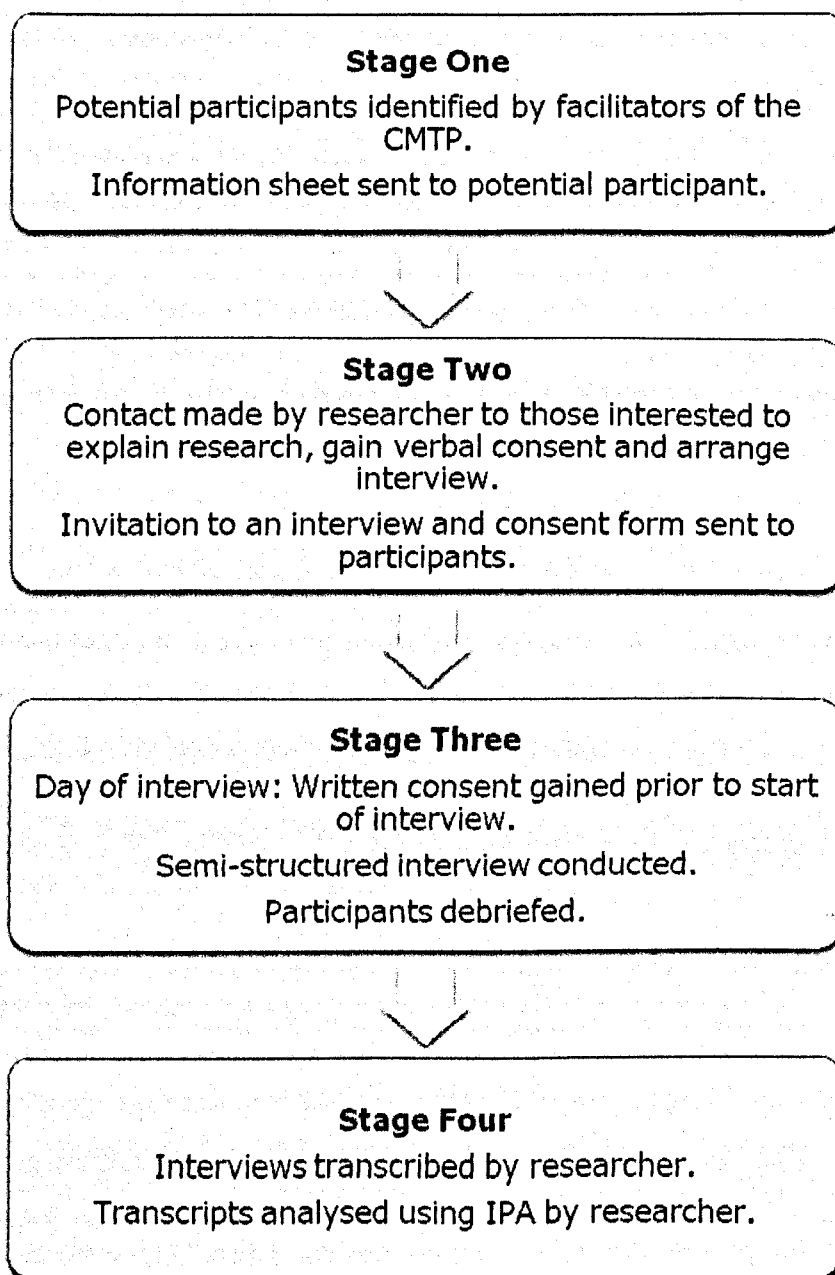 Stage One
Potential participants identified by facilitators of the
CMTP.
Information sheet sent to potential participant.
Stage Two
Contact made by researcher to those interested to
explain research, gain verbal consent and arrange
interview.
Invitation to an interview and consent form sent to
participants.
Stage Three
Day of interview: Written consent gained prior to start
of interview.
Semi-structured interview conducted.
Participants debriefed.
Stage Four
Interviews transcribed by researcher.
Transcripts analysed using IPA by researcher.